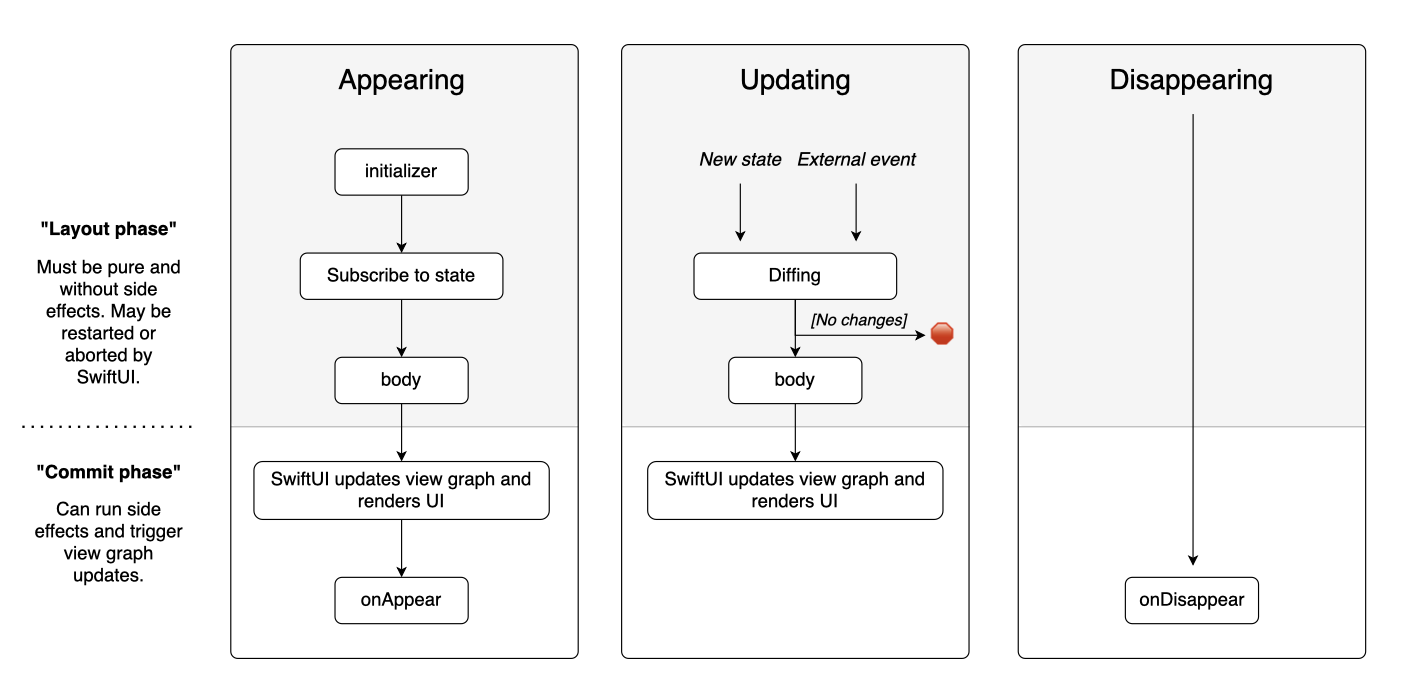 Appearing
Updating
Disappearing
initializer
New state
External event
"Layout phase"
Must be pure and
without side
effects. May be
restarted or
aborted by
SwiftUI.
Subscribe to state
Diffing
[No changes]
body
body
"Commit phase"
Can run side
effects and trigger
view graph
updates.
SwiftUI updates view graph and
renders UI
SwiftUI updates view graph and
renders UI
onAppear
onDisappear